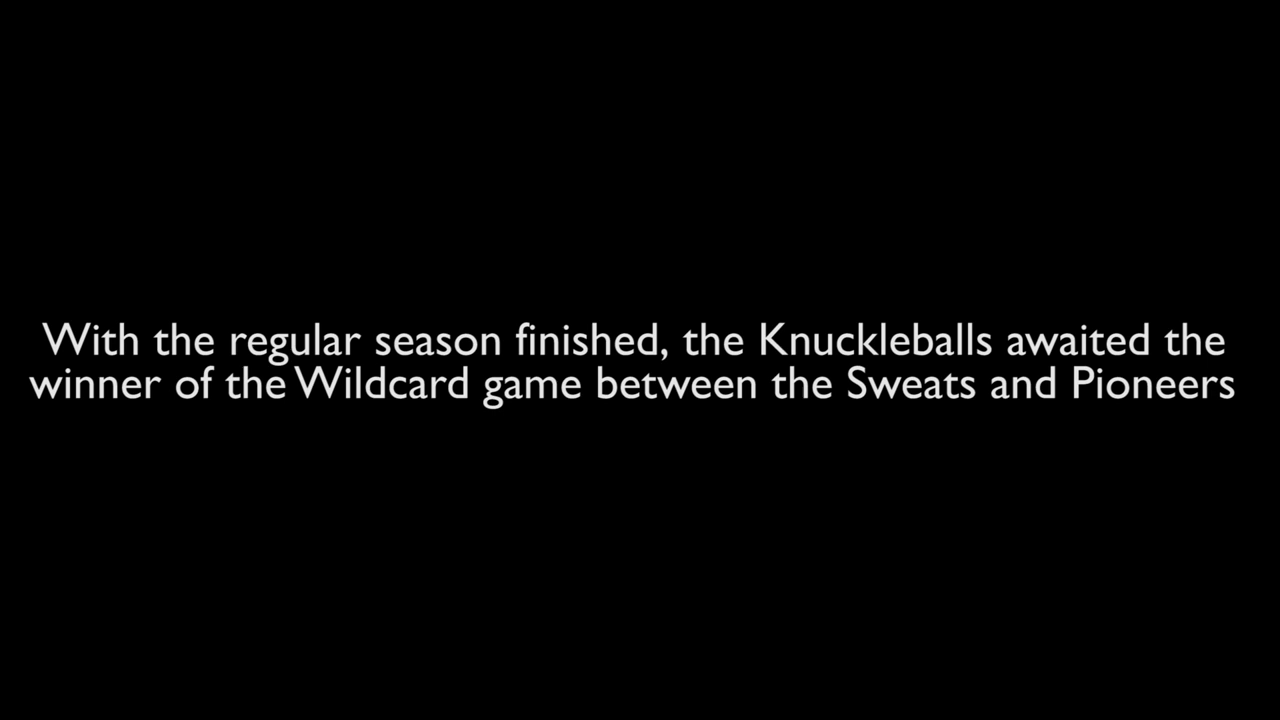 With the regular season finished, the Knuckleballs awaited the
winner of the Wildcard game between the Sweats and Pioneers